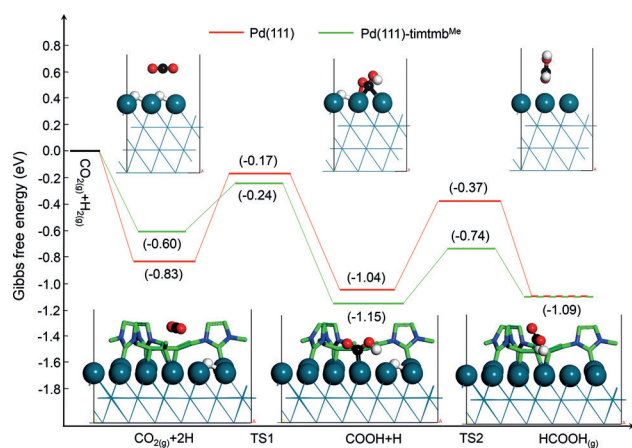 Pd(111)
Pd(111)-timtmbMe
Gibbs free energy (eV)
0.8
0.6
0.4
0.2
0.0
-0.2
-0.4
-0.6
-0.8
-1.0
-1.2
-1.4
-1.6
-1.8
CO2(g)+H2(g)
(-0.60)
(-0.83)
(-0.17)
(-0.24)
(-1.04)
(-1.15)
(-0.37)
(-0.74)
(-1.09)
CO2(g)+2H
TS1
COOH+H
TS2
HCOOH(g)